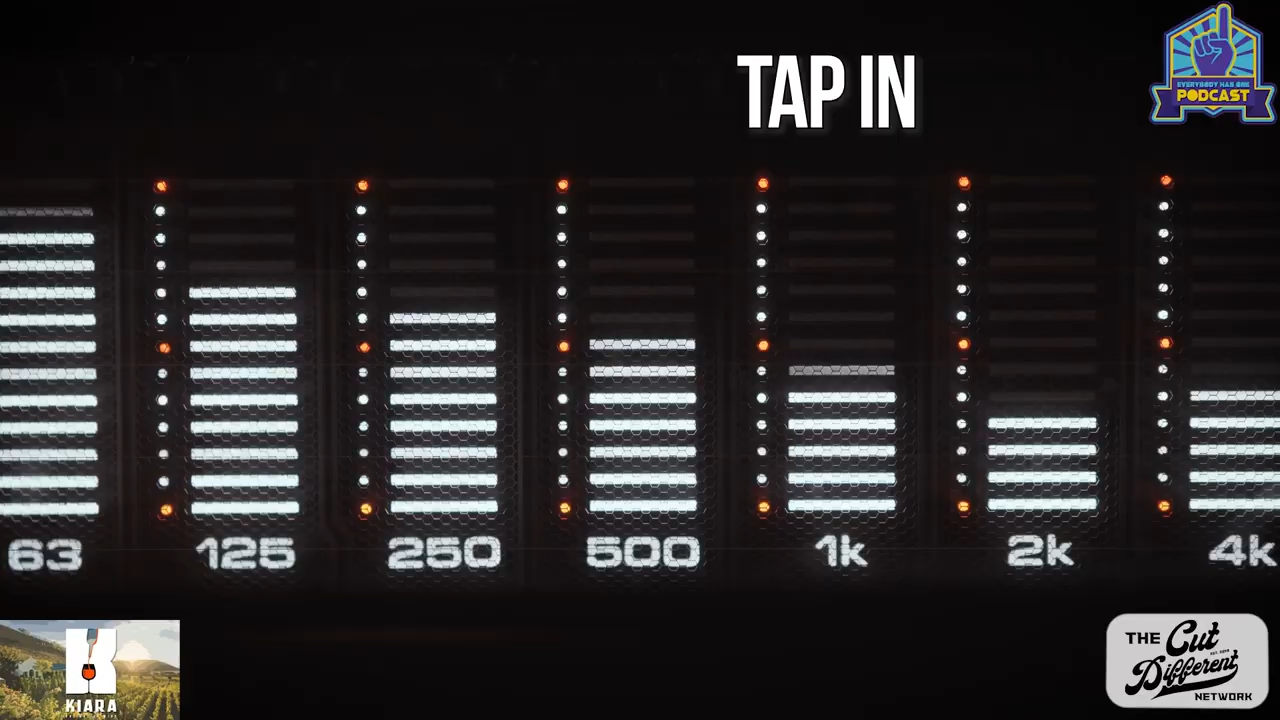 TAP IN
EVERYBODY HAS ONE
PODCAST
63 125 250 500 1k 2k 4k
KIARA
THE Cut
Different
NETWORK